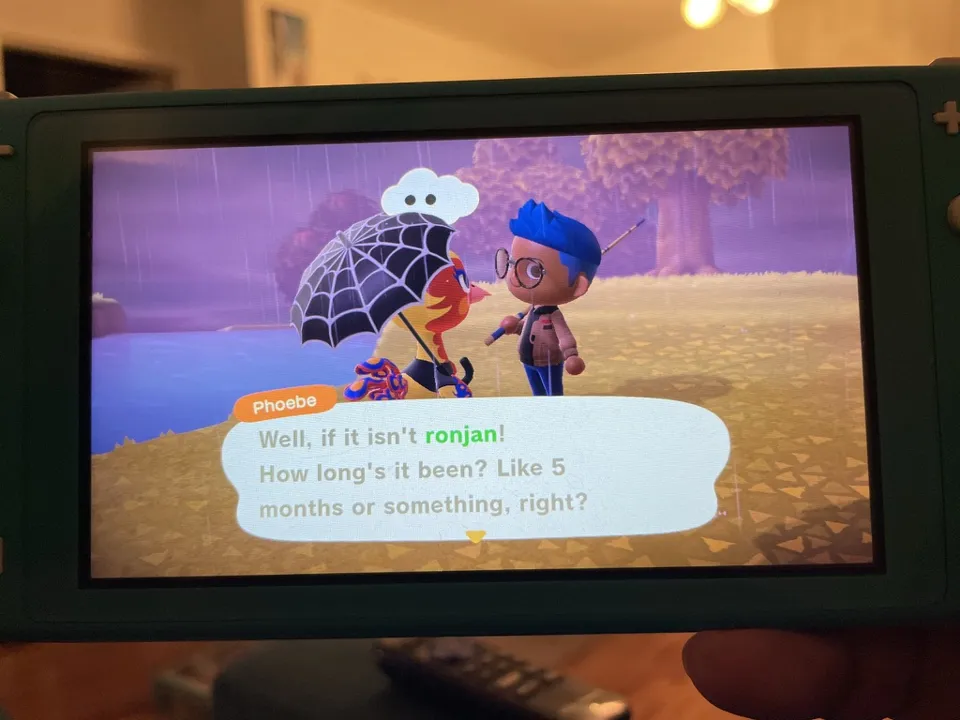 Phoebe
Well, if it isn't ronjan!
How long's it been? Like 5
months or something, right?